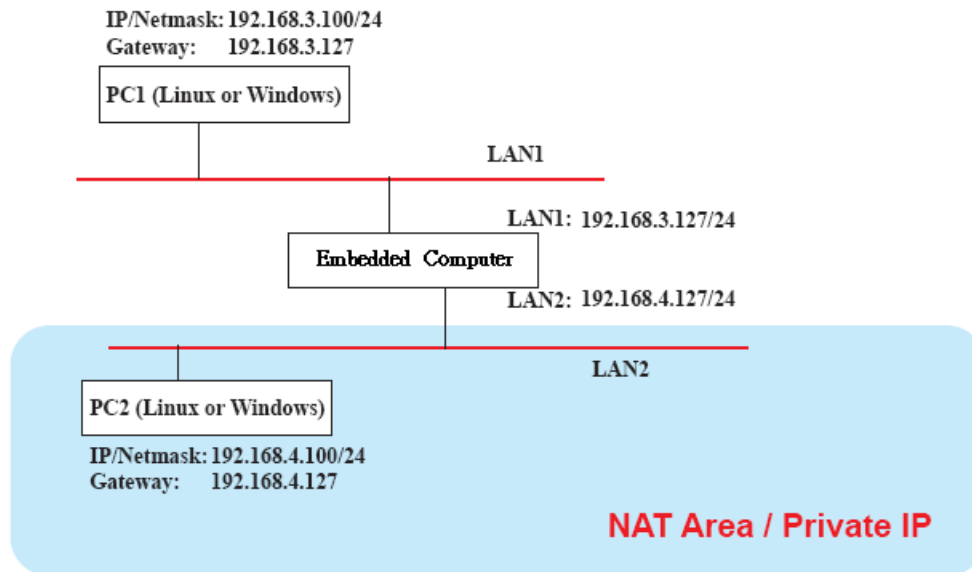 IP/Netmask: 192.168.3.100/24
Gateway: 192.168.3.127
PC1 (Linux or Windows)
LAN1
LAN1: 192.168.3.127/24
Embedded Computer
LAN2: 192.168.4.127/24
LAN2
PC2 (Linux or Windows)
IP/Netmask: 192.168.4.100/24
Gateway: 192.168.4.127
NAT Area / Private IP